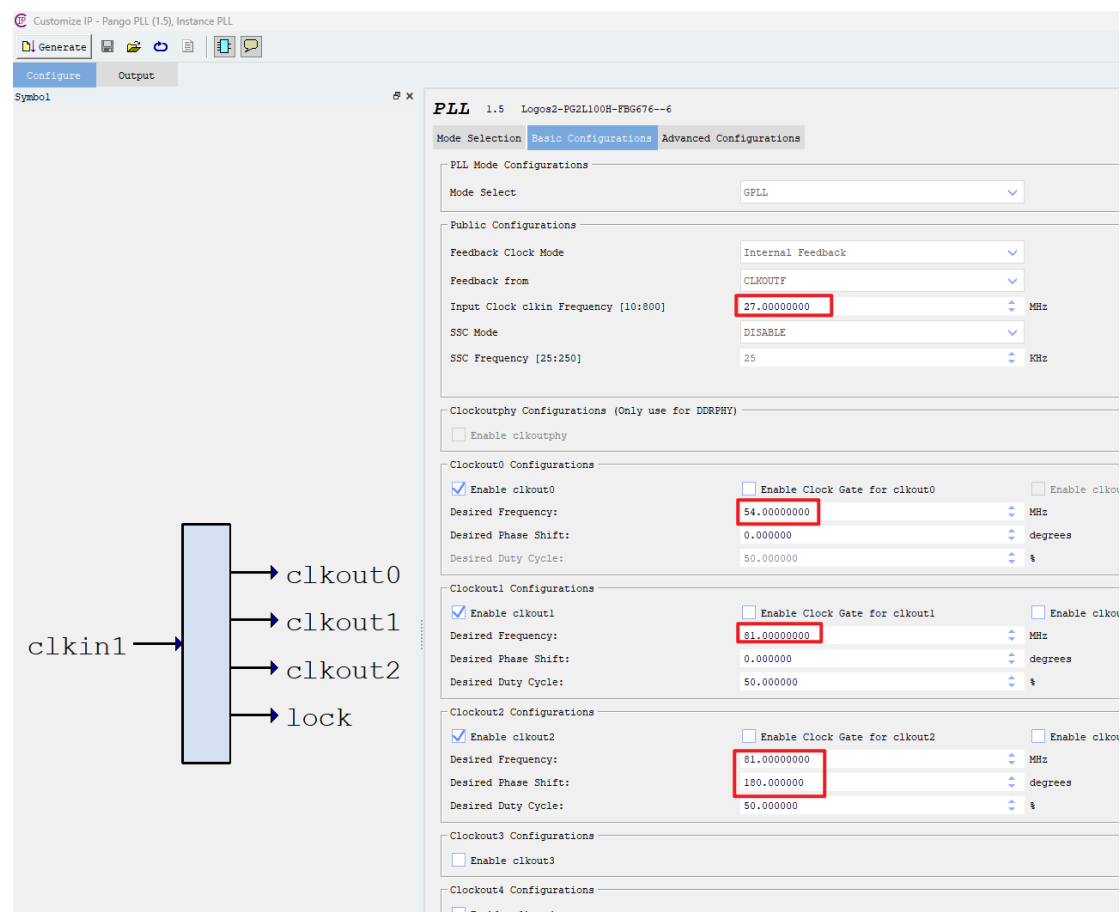 Customize IP - Pango PLL (1.5), Instance PLL
Generate
Configure Output
Symbol
clkin1
clkout0
clkout1
clkout2
lock
PLL 1.5 Logos2-PG2L100H-FBG676--6
Mode Selection Basic Configurations Advanced Configurations
PLL Mode Configurations
Mode Select GPLL
Public Configurations
Feedback Clock Mode Internal Feedback
Feedback from CLKOUTF
Input Clock clkin Frequency [10:800] 27.00000000 MHz
SSC Mode DISABLE
SSC Frequency [25:250] 25 KHz
Clockoutphy Configurations (Only use for DDRPHY)
Enable clkoutphy
Clockout0 Configurations
Enable clkout0 Enable Clock Gate for clkout0 Enable clkou
Desired Frequency: 54.00000000 MHz
Desired Phase Shift: 0.000000 degrees
Desired Duty Cycle: 50.000000 %
Clockout1 Configurations
Enable clkout1 Enable Clock Gate for clkout1 Enable clkou
Desired Frequency: 81.00000000 MHz
Desired Phase Shift: 0.000000 degrees
Desired Duty Cycle: 50.000000 %
Clockout2 Configurations
Enable clkout2 Enable Clock Gate for clkout2 Enable clkou
Desired Frequency: 81.00000000 MHz
Desired Phase Shift: 180.000000 degrees
Desired Duty Cycle: 50.000000 %
Clockout3 Configurations
Enable clkout3
Clockout4 Configurations